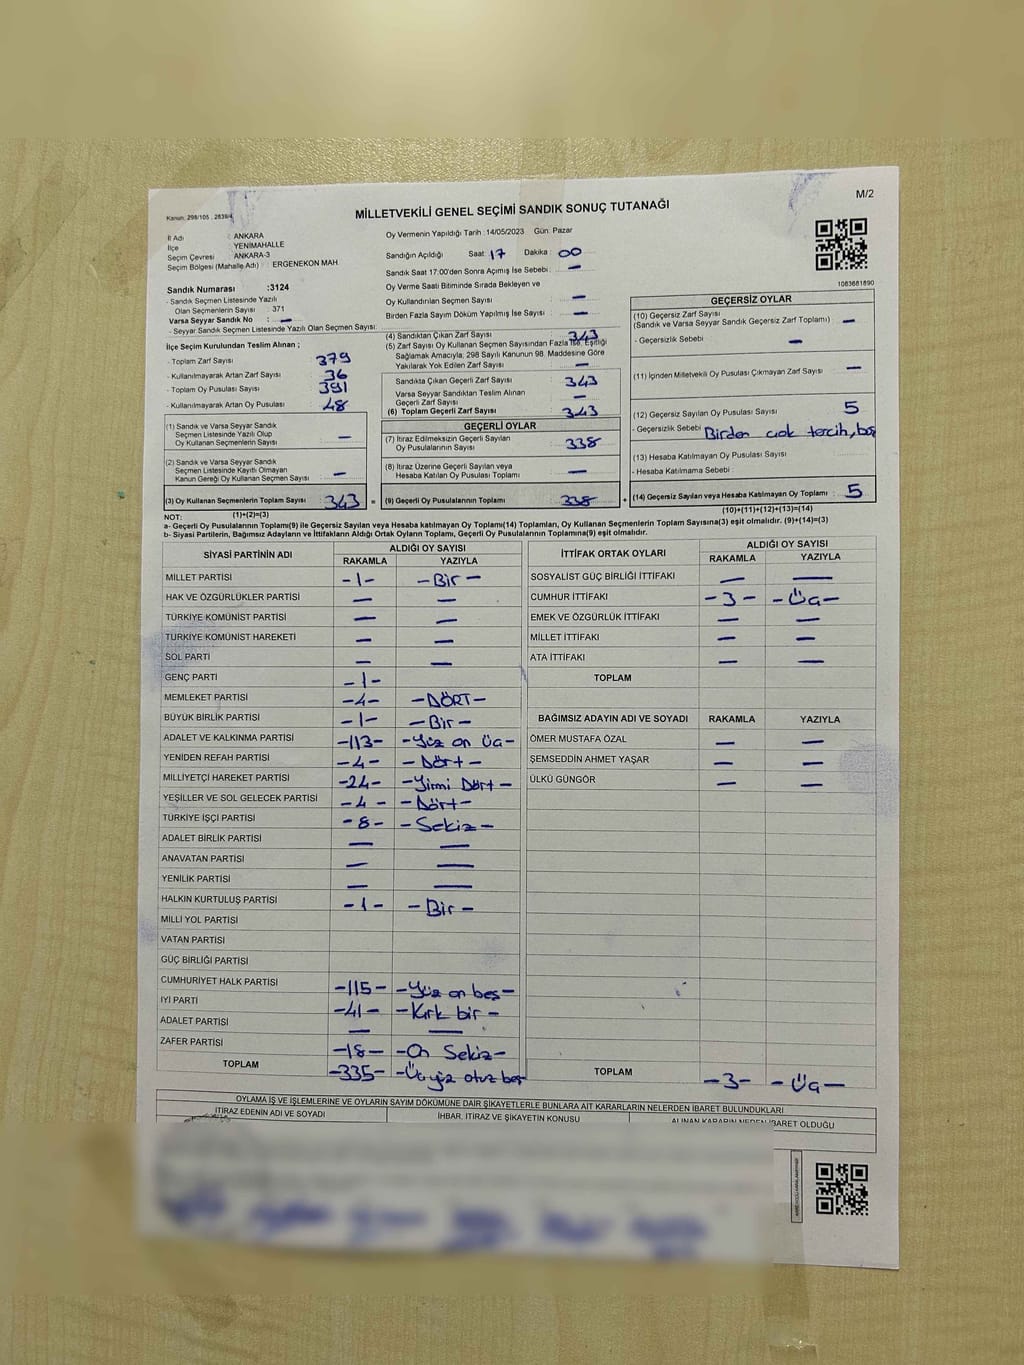 M/2
Kanun: 298/105 , 2839/4
MİLLETVEKİLİ GENEL SEÇİMİ SANDIK SONUÇ TUTANAĞI
İl Adı : ANKARA
İlçe : YENİMAHALLE
Seçim Çevresi : ANKARA-3
Seçim Bölgesi (Mahalle Adı) : ERGENEKON MAH
Sandık Numarası :3124
- Sandık Seçmen Listesinde Yazılı
Olan Seçmenlerin Sayısı : 371
Varsa Seyyar Sandık No : —
- Seyyar Sandık Seçmen Listesinde Yazılı Olan Seçmen Sayısı:
İlçe Seçim Kurulundan Teslim Alınan ;
- Toplam Zarf Sayısı 379
- Kullanılmayarak Artan Zarf Sayısı 36
- Toplam Oy Pusulası Sayısı 391
- Kullanılmayarak Artan Oy Pusulası 48
(1) Sandık ve Varsa Seyyar Sandık
Seçmen Listesinde Yazılı Olup
Oy Kullanan Seçmenlerin Sayısı —
(2) Sandık ve Varsa Seyyar Sandık
Seçmen Listesinde Kayıtlı Olmayan
Kanun Gereği Oy Kullanan Seçmen Sayısı —
(3) Oy Kullanan Seçmenlerin Toplam Sayısı 343 =
(1)+(2)=(3)
Oy Vermenin Yapıldığı Tarih : 14/05/2023 Gün: Pazar
Sandığın Açıldığı Saat: 17 Dakika : 00
Sandık Saat 17:00'den Sonra Açımış İse Sebebi : —
Oy Verme Saati Bitiminde Sırada Bekleyen ve
Oy Kullandırılan Seçmen Sayısı —
Birden Fazla Sayım Döküm Yapılmış İse Sayısı : —
(4) Sandıktan Çıkan Zarf Sayısı 343
(5) Zarf Sayısı Oy Kullanan Seçmen Sayısından Fazla İse, Eşitliği
Sağlamak Amacıyla; 298 Sayılı Kanunun 98. Maddesine Göre
Yakılarak Yok Edilen Zarf Sayısı —
Sandıkta Çıkan Geçerli Zarf Sayısı 343
Varsa Seyyar Sandıktan Teslim Alınan
Geçerli Zarf Sayısı —
(6) Toplam Geçerli Zarf Sayısı 343
GEÇERLİ OYLAR
(7) İtiraz Edilmeksizin Geçerli Sayılan
Oy Pusulası Sayısı 338
(8) İtiraz Üzerine Geçerli Sayılan veya
Hesaba Katılan Oy Pusulası Toplamı —
(9) Geçerli Oy Pusulalarının Toplamı 338 +
1083681890
GEÇERSİZ OYLAR
(10) Geçersiz Zarf Sayısı
(Sandık ve Varsa Seyyar Sandık Geçersiz Zarf Toplamı) —
- Geçersizlik Sebebi —
(11) İçinden Milletvekili Oy Pusulası Çıkmayan Zarf Sayısı —
(12) Geçersiz Sayılan Oy Pusulası Sayısı 5
- Geçersizlik Sebebi Birden çok tercih, boş
(13) Hesaba Katılmayan Oy Pusulası Sayısı
- Hesaba Katılmama Sebebi :
(14) Geçersiz Sayılan veya Hesaba Katılmayan Oy Toplamı 5
(10)+(11)+(12)+(13)=(14)
NOT:
a- Geçerli Oy Pusulalarının Toplamı(9) ile Geçersiz Sayılan veya Hesaba katılmayan Oy Toplamı(14) Toplamları, Oy Kullanan Seçmenlerin Toplam Sayısına(3) eşit olmalıdır. (9)+(14)=(3)
b- Siyasi Partilerin, Bağımsız Adayların ve İttifakların Aldığı Ortak Oyların Toplamı, Geçerli Oy Pusulalarının Toplamına(9) eşit olmalıdır.
SİYASİ PARTİNİN ADI ALDIĞI OY SAYISI
RAKAMLA YAZIYLA
MİLLET PARTİSİ -1- -Bir-
HAK VE ÖZGÜRLÜKLER PARTİSİ — —
TÜRKİYE KOMÜNİST PARTİSİ — —
TÜRKİYE KOMÜNİST HAREKETİ — —
SOL PARTİ — —
GENÇ PARTİ -1-
MEMLEKET PARTİSİ -4- -DÖRT-
BÜYÜK BİRLİK PARTİSİ -1- -Bir-
ADALET VE KALKINMA PARTİSİ -113- -Yüz on Üç-
YENİDEN REFAH PARTİSİ -4- -Dört-
MİLLİYETÇİ HAREKET PARTİSİ -24- -Yirmi Dört-
YEŞİLLER VE SOL GELECEK PARTİSİ -4- -Dört-
TÜRKİYE İŞÇİ PARTİSİ -8- -Sekiz-
ADALET BİRLİK PARTİSİ — —
ANAVATAN PARTİSİ — —
YENİLİK PARTİSİ — —
HALKIN KURTULUŞ PARTİSİ -1- -Bir-
MİLLİ YOL PARTİSİ
VATAN PARTİSİ
GÜÇ BİRLİĞİ PARTİSİ
CUMHURİYET HALK PARTİSİ -115- -Yüz on beş-
İYİ PARTİ -41- -Kırk bir-
ADALET PARTİSİ — —
ZAFER PARTİSİ -18- -On Sekiz-
TOPLAM -335- -Üç yüz otuz beş
İTTİFAK ORTAK OYLARI ALDIĞI OY SAYISI
RAKAMLA YAZIYLA
SOSYALİST GÜÇ BİRLİĞİ İTTİFAKI — —
CUMHUR İTTİFAKI -3- -Üç-
EMEK VE ÖZGÜRLÜK İTTİFAKI — —
MİLLET İTTİFAKI — —
ATA İTTİFAKI — —
TOPLAM
BAĞIMSIZ ADAYIN ADI VE SOYADI RAKAMLA YAZIYLA
ÖMER MUSTAFA ÖZAL — —
ŞEMSEDDİN AHMET YAŞAR — —
ÜLKÜ GÜNGÖR — —
TOPLAM -3- -Üç-
OYLAMA İŞ VE İŞLEMLERİNE VE OYLARIN SAYIM DÖKÜMÜNE DAİR ŞİKAYETLERLE BUNLARA AİT KARARLARIN NELERDEN İBARET BULUNDUKLARI
İTİRAZ EDENİN ADI VE SOYADI İHBAR, İTİRAZ VE ŞİKAYETİN KONUSU ALINAN KARARIN NEDEN İBARET OLDUĞU